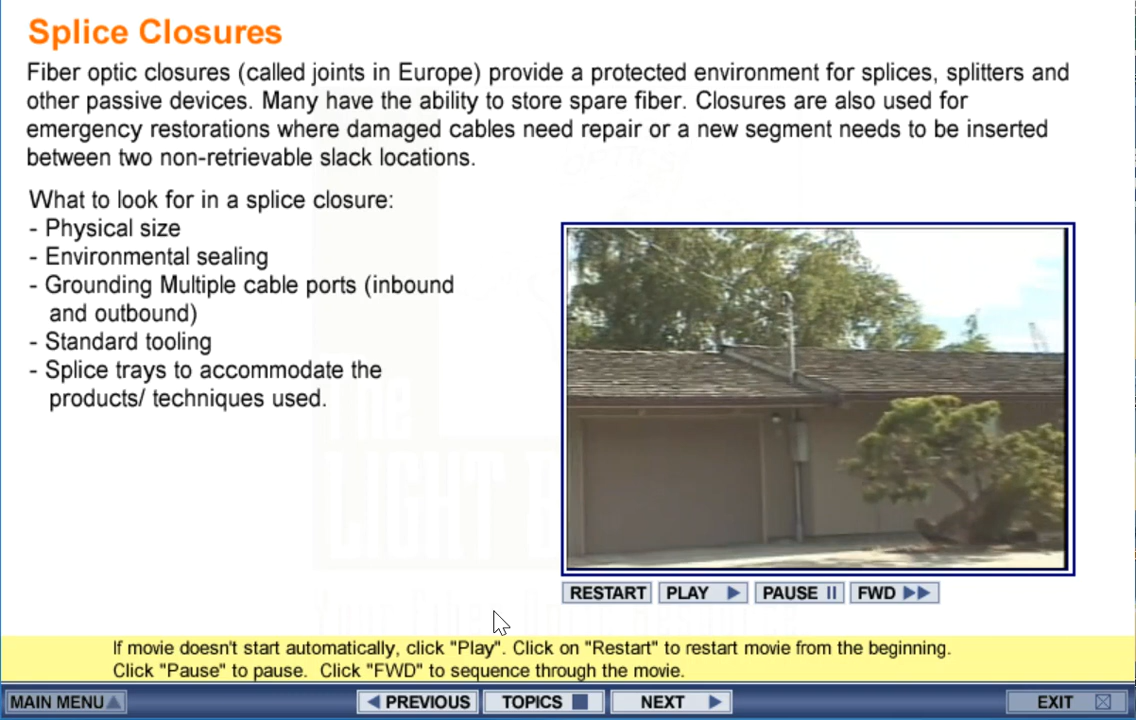 Splice Closures
Fiber optic closures (called joints in Europe) provide a protected environment for splices, splitters and
other passive devices. Many have the ability to store spare fiber. Closures are also used for
emergency restorations where damaged cables need repair or a new segment needs to be inserted
between two non-retrievable slack locations.
What to look for in a splice closure:
- Physical size
- Environmental sealing
- Grounding Multiple cable ports (inbound
and outbound)
- Standard tooling
- Splice trays to accommodate the
products/ techniques used.
The
LIGHT
RESTART PLAY PAUSE FWD
If movie doesn't start automatically, click "Play". Click on "Restart" to restart movie from the beginning.
Click "Pause" to pause. Click "FWD" to sequence through the movie.
MAIN MENU PREVIOUS TOPICS NEXT EXIT